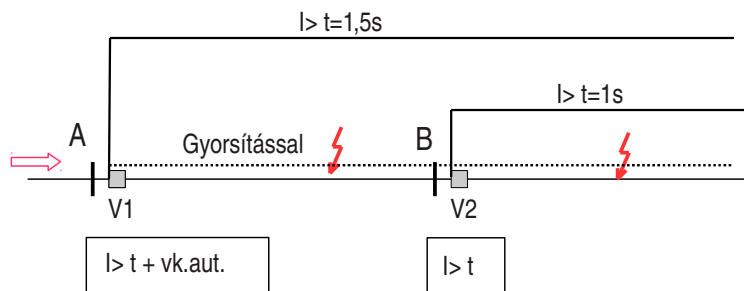 I> t=1,5s
I> t=1s
A
Gyorsítással
B
V1
V2
I> t + vk.aut.
I> t